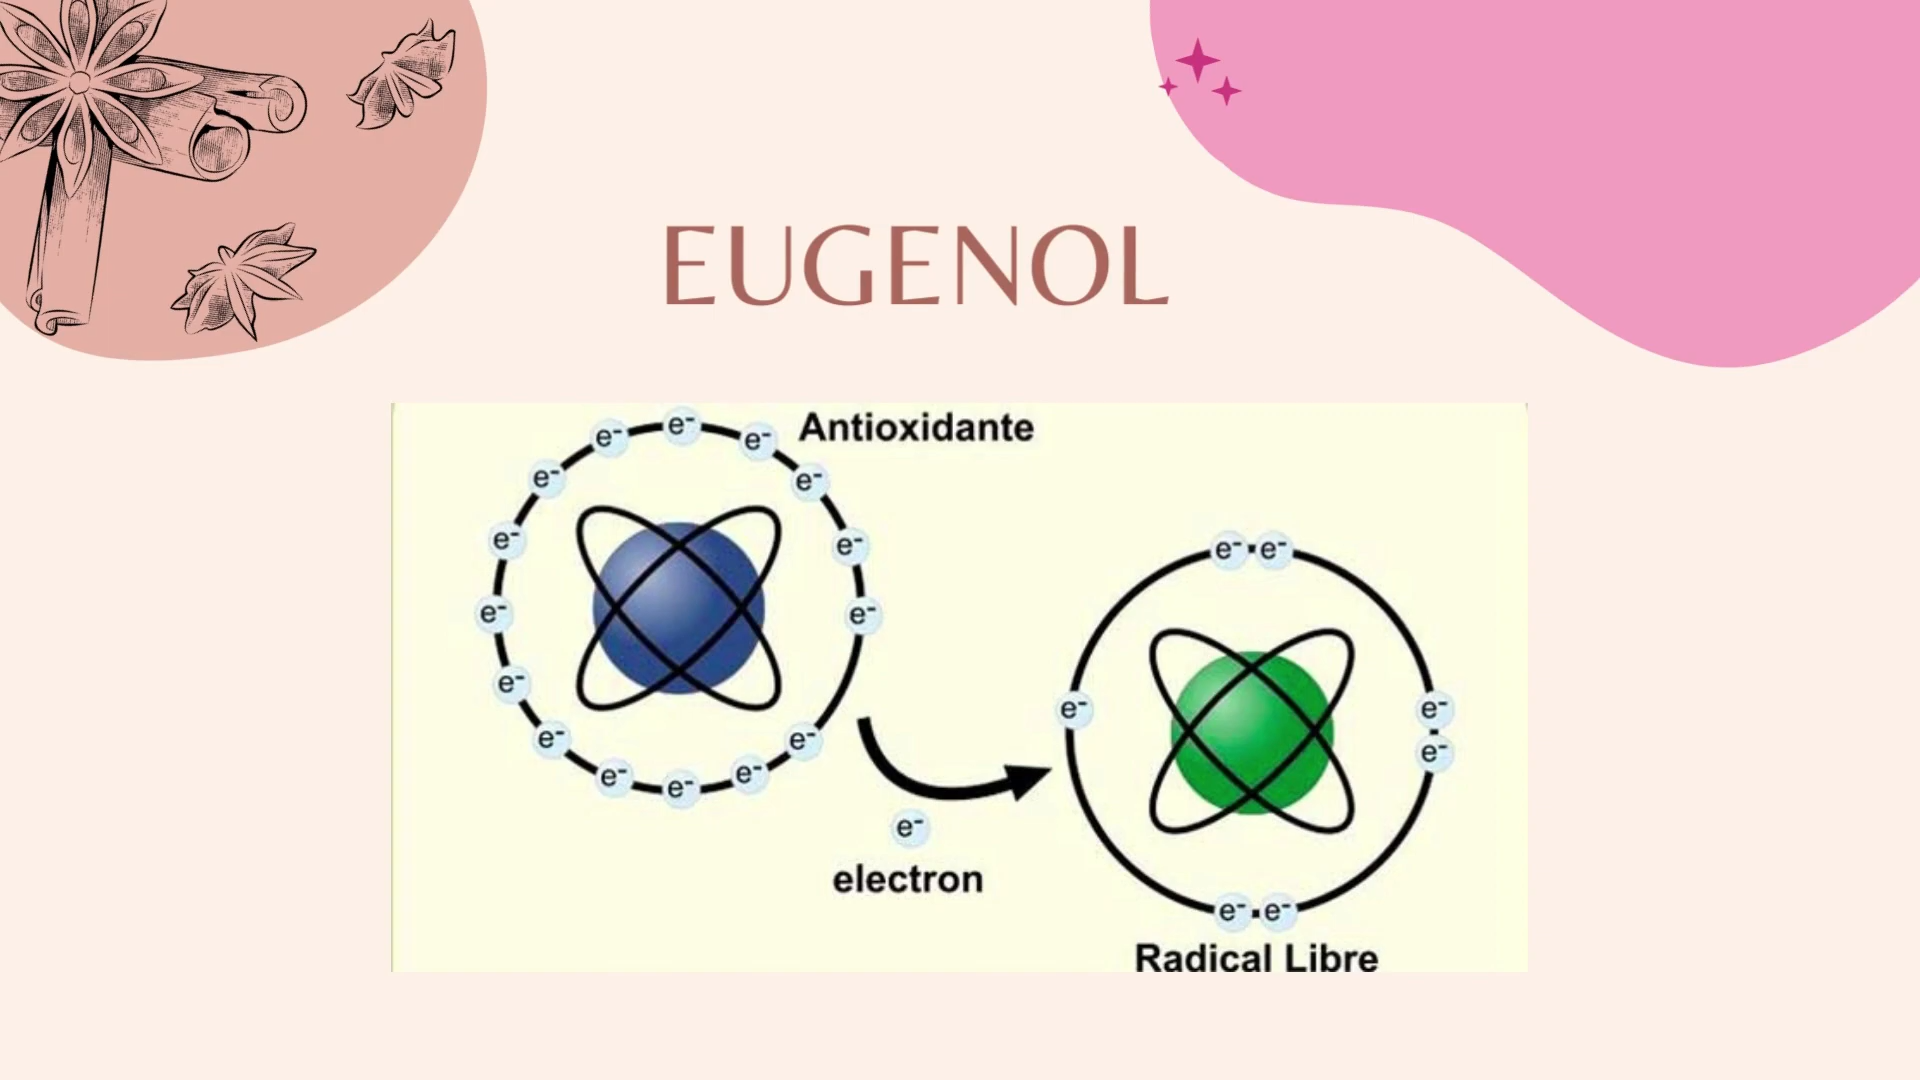 EUGENOL
Antioxidante
e- e- e-
e- e-
e- e-
e- e-
e-
e- e-
e- e- e-
e- e-
e- e-
e-
e-
e- e-
e-
electron
Radical Libre